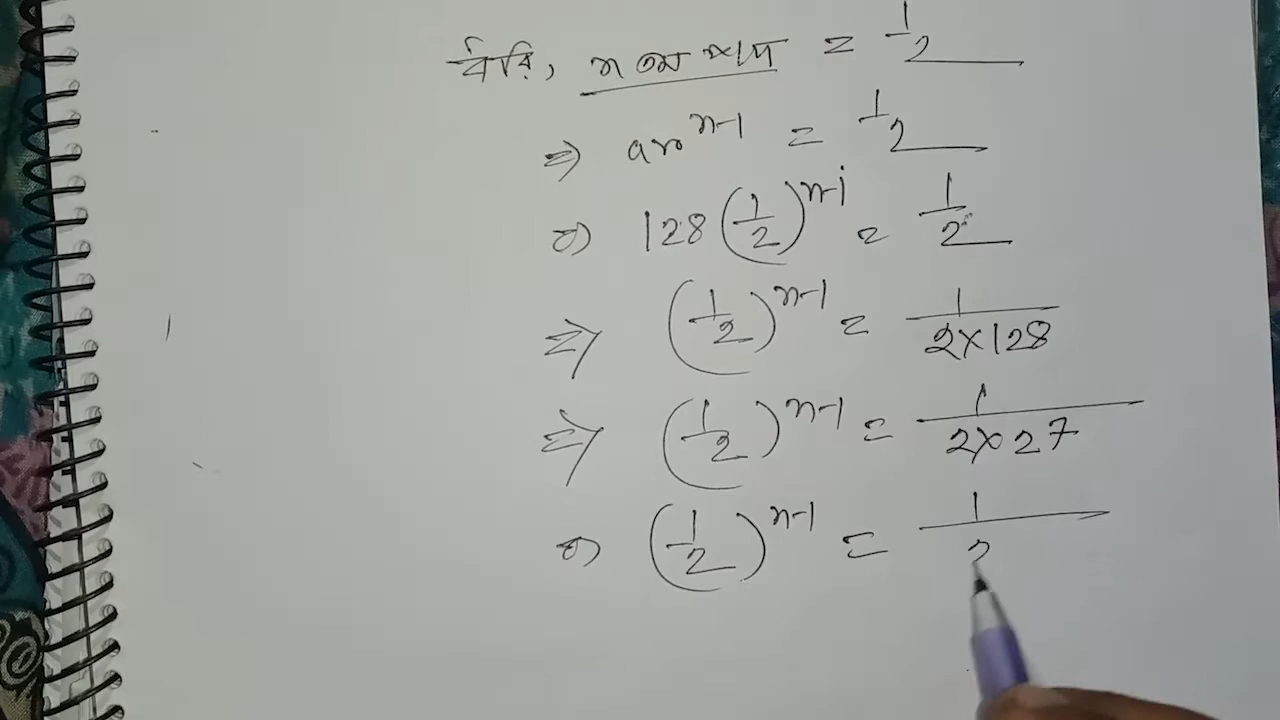 ধরি, n তম পদ = 1/2
⇒ ar^(n-1) = 1/2
⇒ 128 (1/2)^(n-1) = 1/2
⇒ (1/2)^(n-1) = 1/(2×128)
⇒ (1/2)^(n-1) = 1/(2×27)
⇒ (1/2)^(n-1) = 1/2